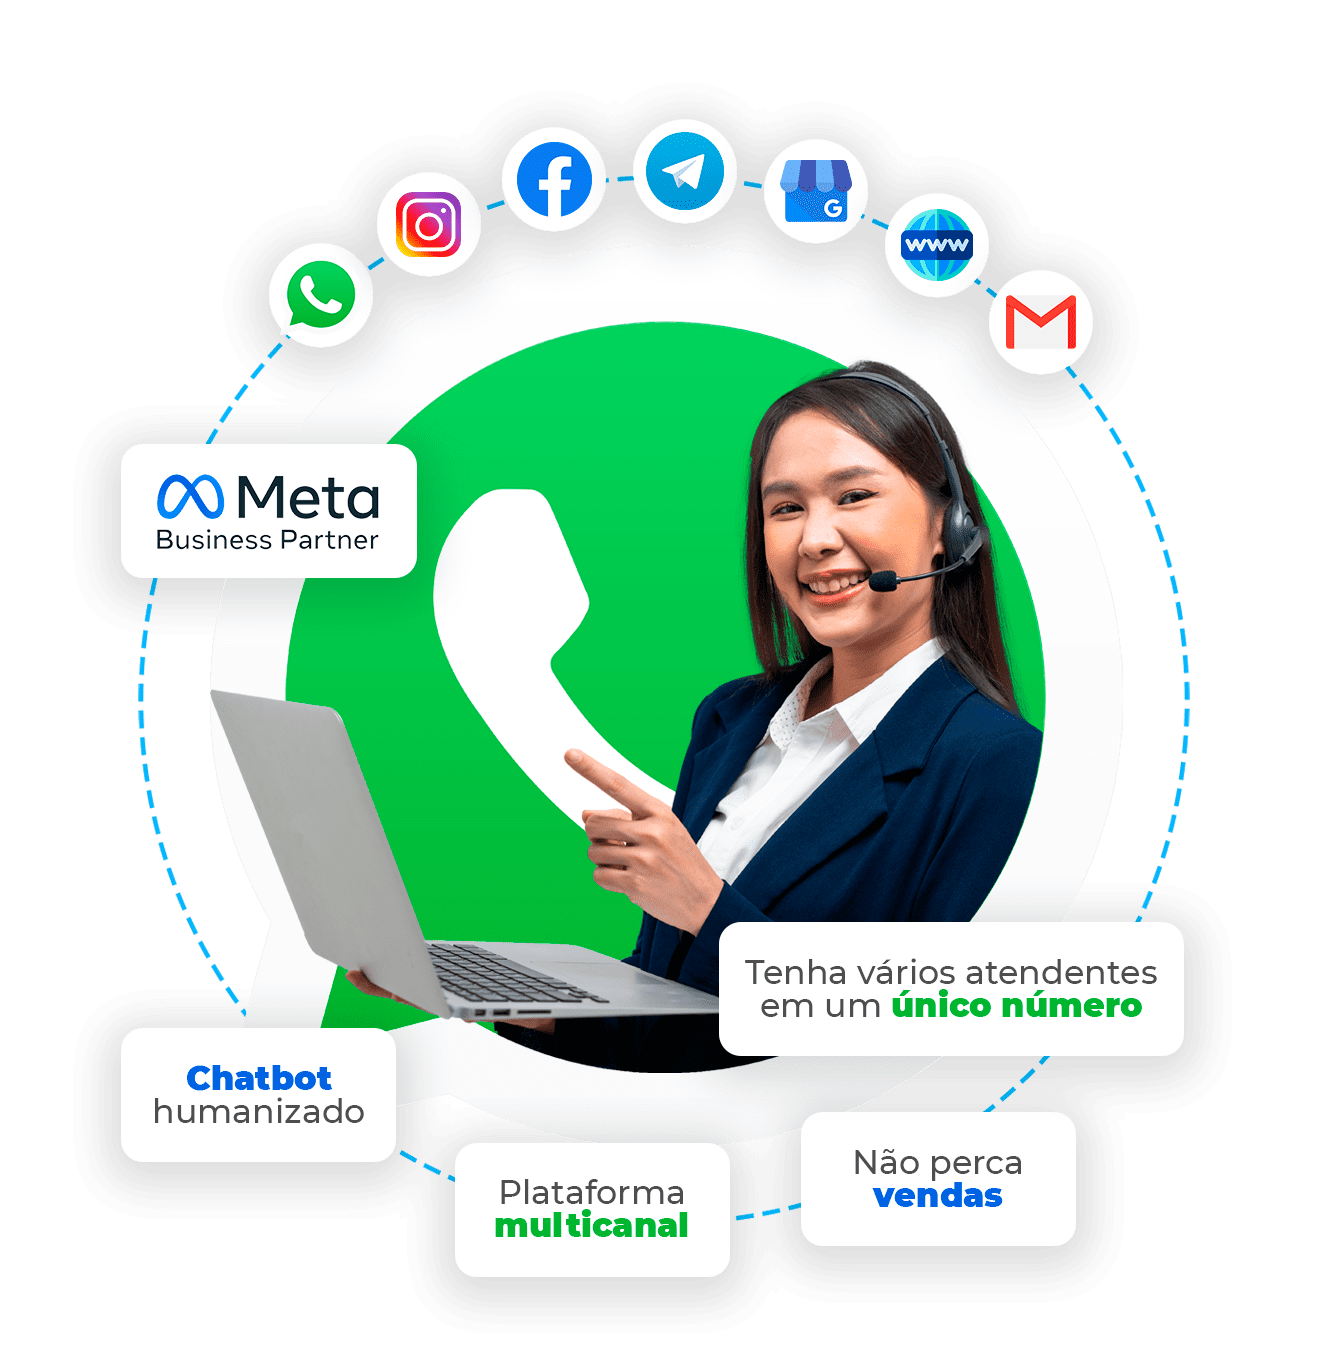 G
www
Meta
Business Partner
Tenha vários atendentes
em um único número
Chatbot
humanizado
Não perca
vendas
Plataforma
multicanal